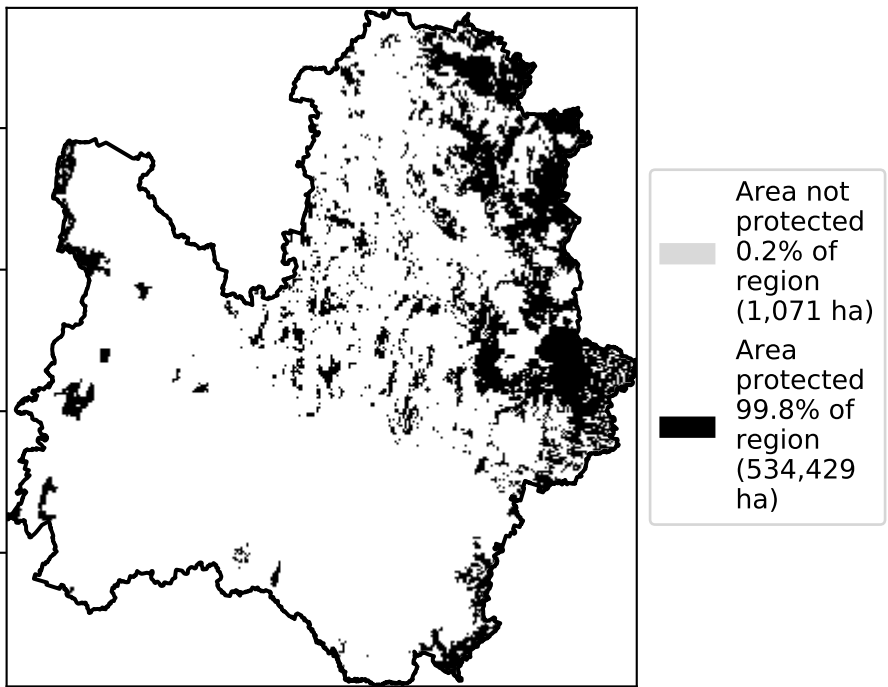 Area not
protected
0.2% of
region
(1,071 ha)
Area
protected
99.8% of
region
(534,429
ha)